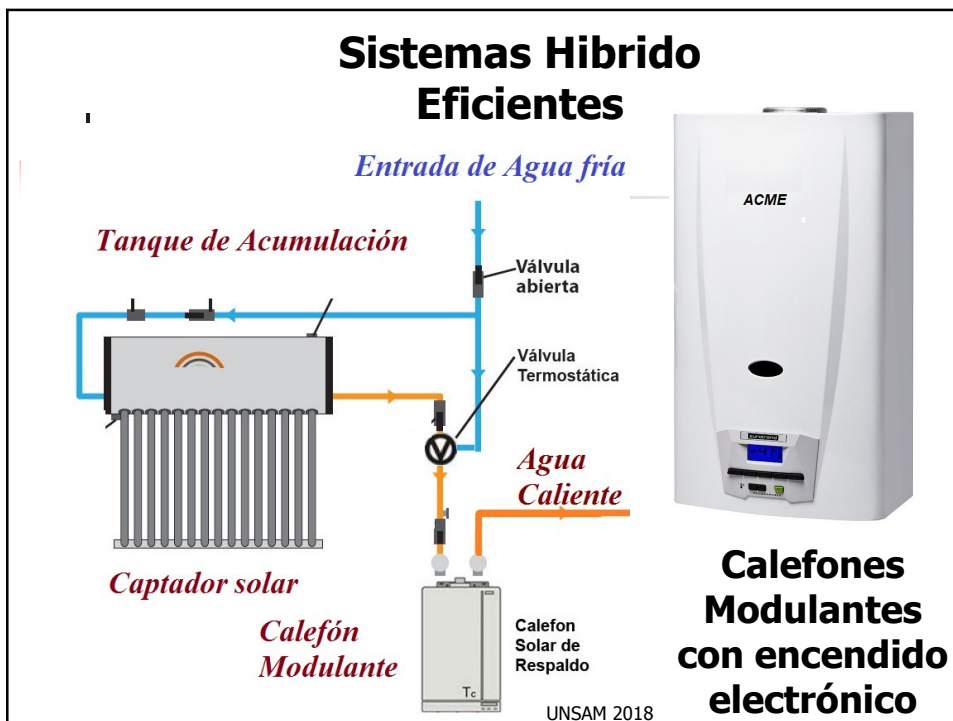 Sistemas Hibrido
Eficientes
Entrada de Agua fría
ACME
Tanque de Acumulación
Válvula
abierta
Válvula
Termostática
Agua
Caliente
Captador solar
Calefón
Modulante
Calefon
Solar de
Respaldo
Tc
Calefones
Modulantes
con encendido
electrónico
UNSAM 2018